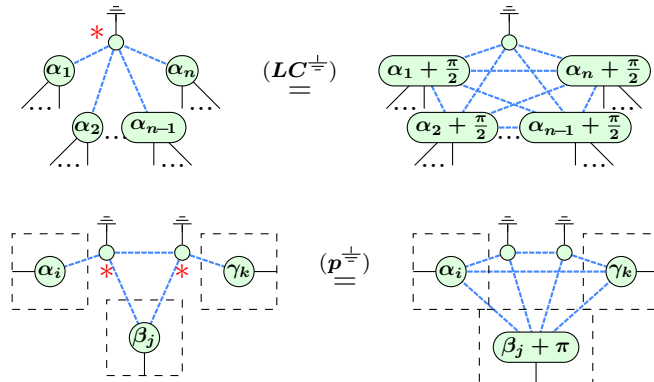 *
α₁ αₙ (LC⏚) = α₁ + π/2 αₙ + π/2
... ... ... ...
α₂ ... αₙ₋₁ α₂ + π/2 ... αₙ₋₁ + π/2
... ... ... ...
αᵢ * * γₖ (p⏚) = αᵢ γₖ
βⱼ βⱼ + π